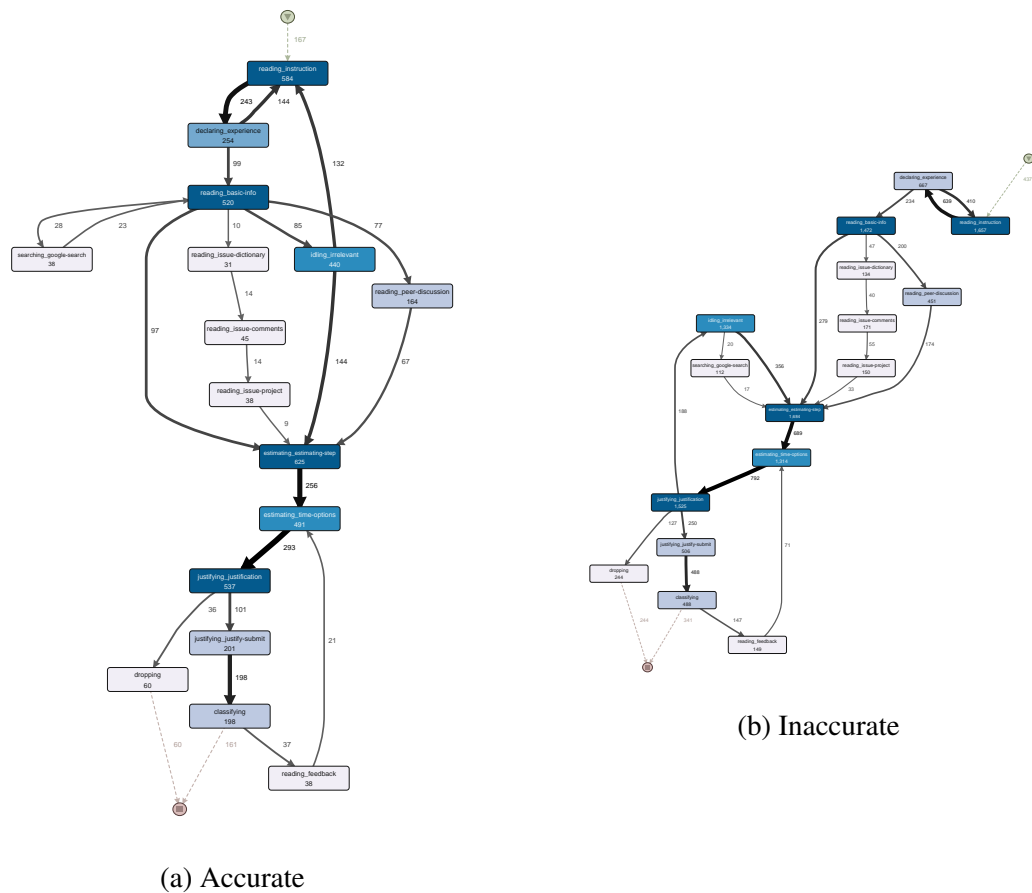 167
reading_instruction
584
243
144
declaring_experience
254
99
132
reading_basic-info
520
28
23
10
85
77
searching_google-search
38
reading_issue-dictionary
31
idling_irrelevant
440
reading_peer-discussion
164
14
97
reading_issue-comments
45
144
67
14
reading_issue-project
38
9
estimating_estimating-step
625
256
estimating_time-options
491
293
justifying_justification
537
36
101
21
justifying_justify-submit
201
dropping
60
198
classifying
198
60
161
37
reading_feedback
38
(a) Accurate
declaring_experience
667
437
234
639
410
reading_basic-info
1,472
reading_instruction
1,657
47
200
reading_issue-dictionary
134
reading_peer-discussion
451
40
idling_irrelevant
1,334
279
reading_issue-comments
171
174
20
356
55
searching_google-search
112
reading_issue-project
150
17
33
188
estimating_estimating-step
689
estimating_time-options
1,314
792
justifying_justification
1,525
127
250
71
justifying_justify-submit
506
dropping
244
488
classifying
488
244
341
147
reading_feedback
149
(b) Inaccurate